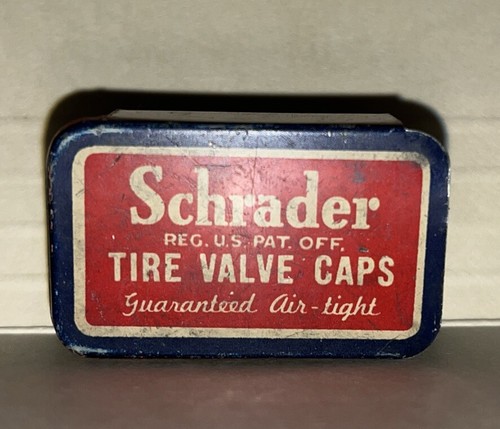 Schrader
REG. U.S. PAT. OFF.
TIRE VALVE CAPS
Guaranteed Air-tight